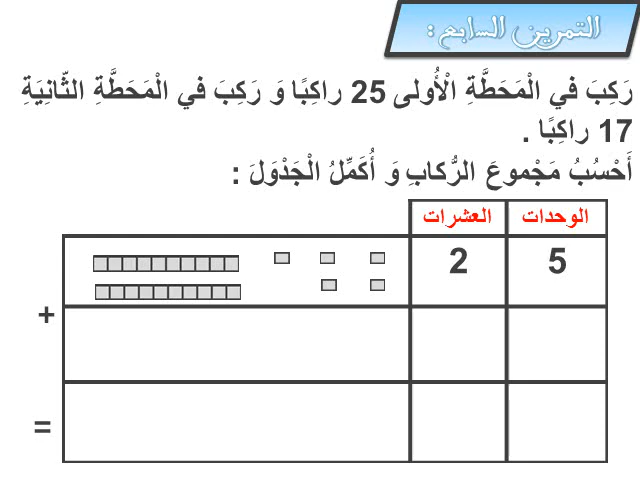 التمرين السابع :
رَكِبَ في الْمَحَطَّةِ الْأُولى 25 راكِبًا وَ رَكِبَ في الْمَحَطَّةِ الثّانِيَةِ
17 راكِبًا .
أَحْسُبُ مَجْموعَ الرُّكابِ وَ أُكَمِّلُ الْجَدْوَلَ :
الوحدات العشرات
5 2
+
=